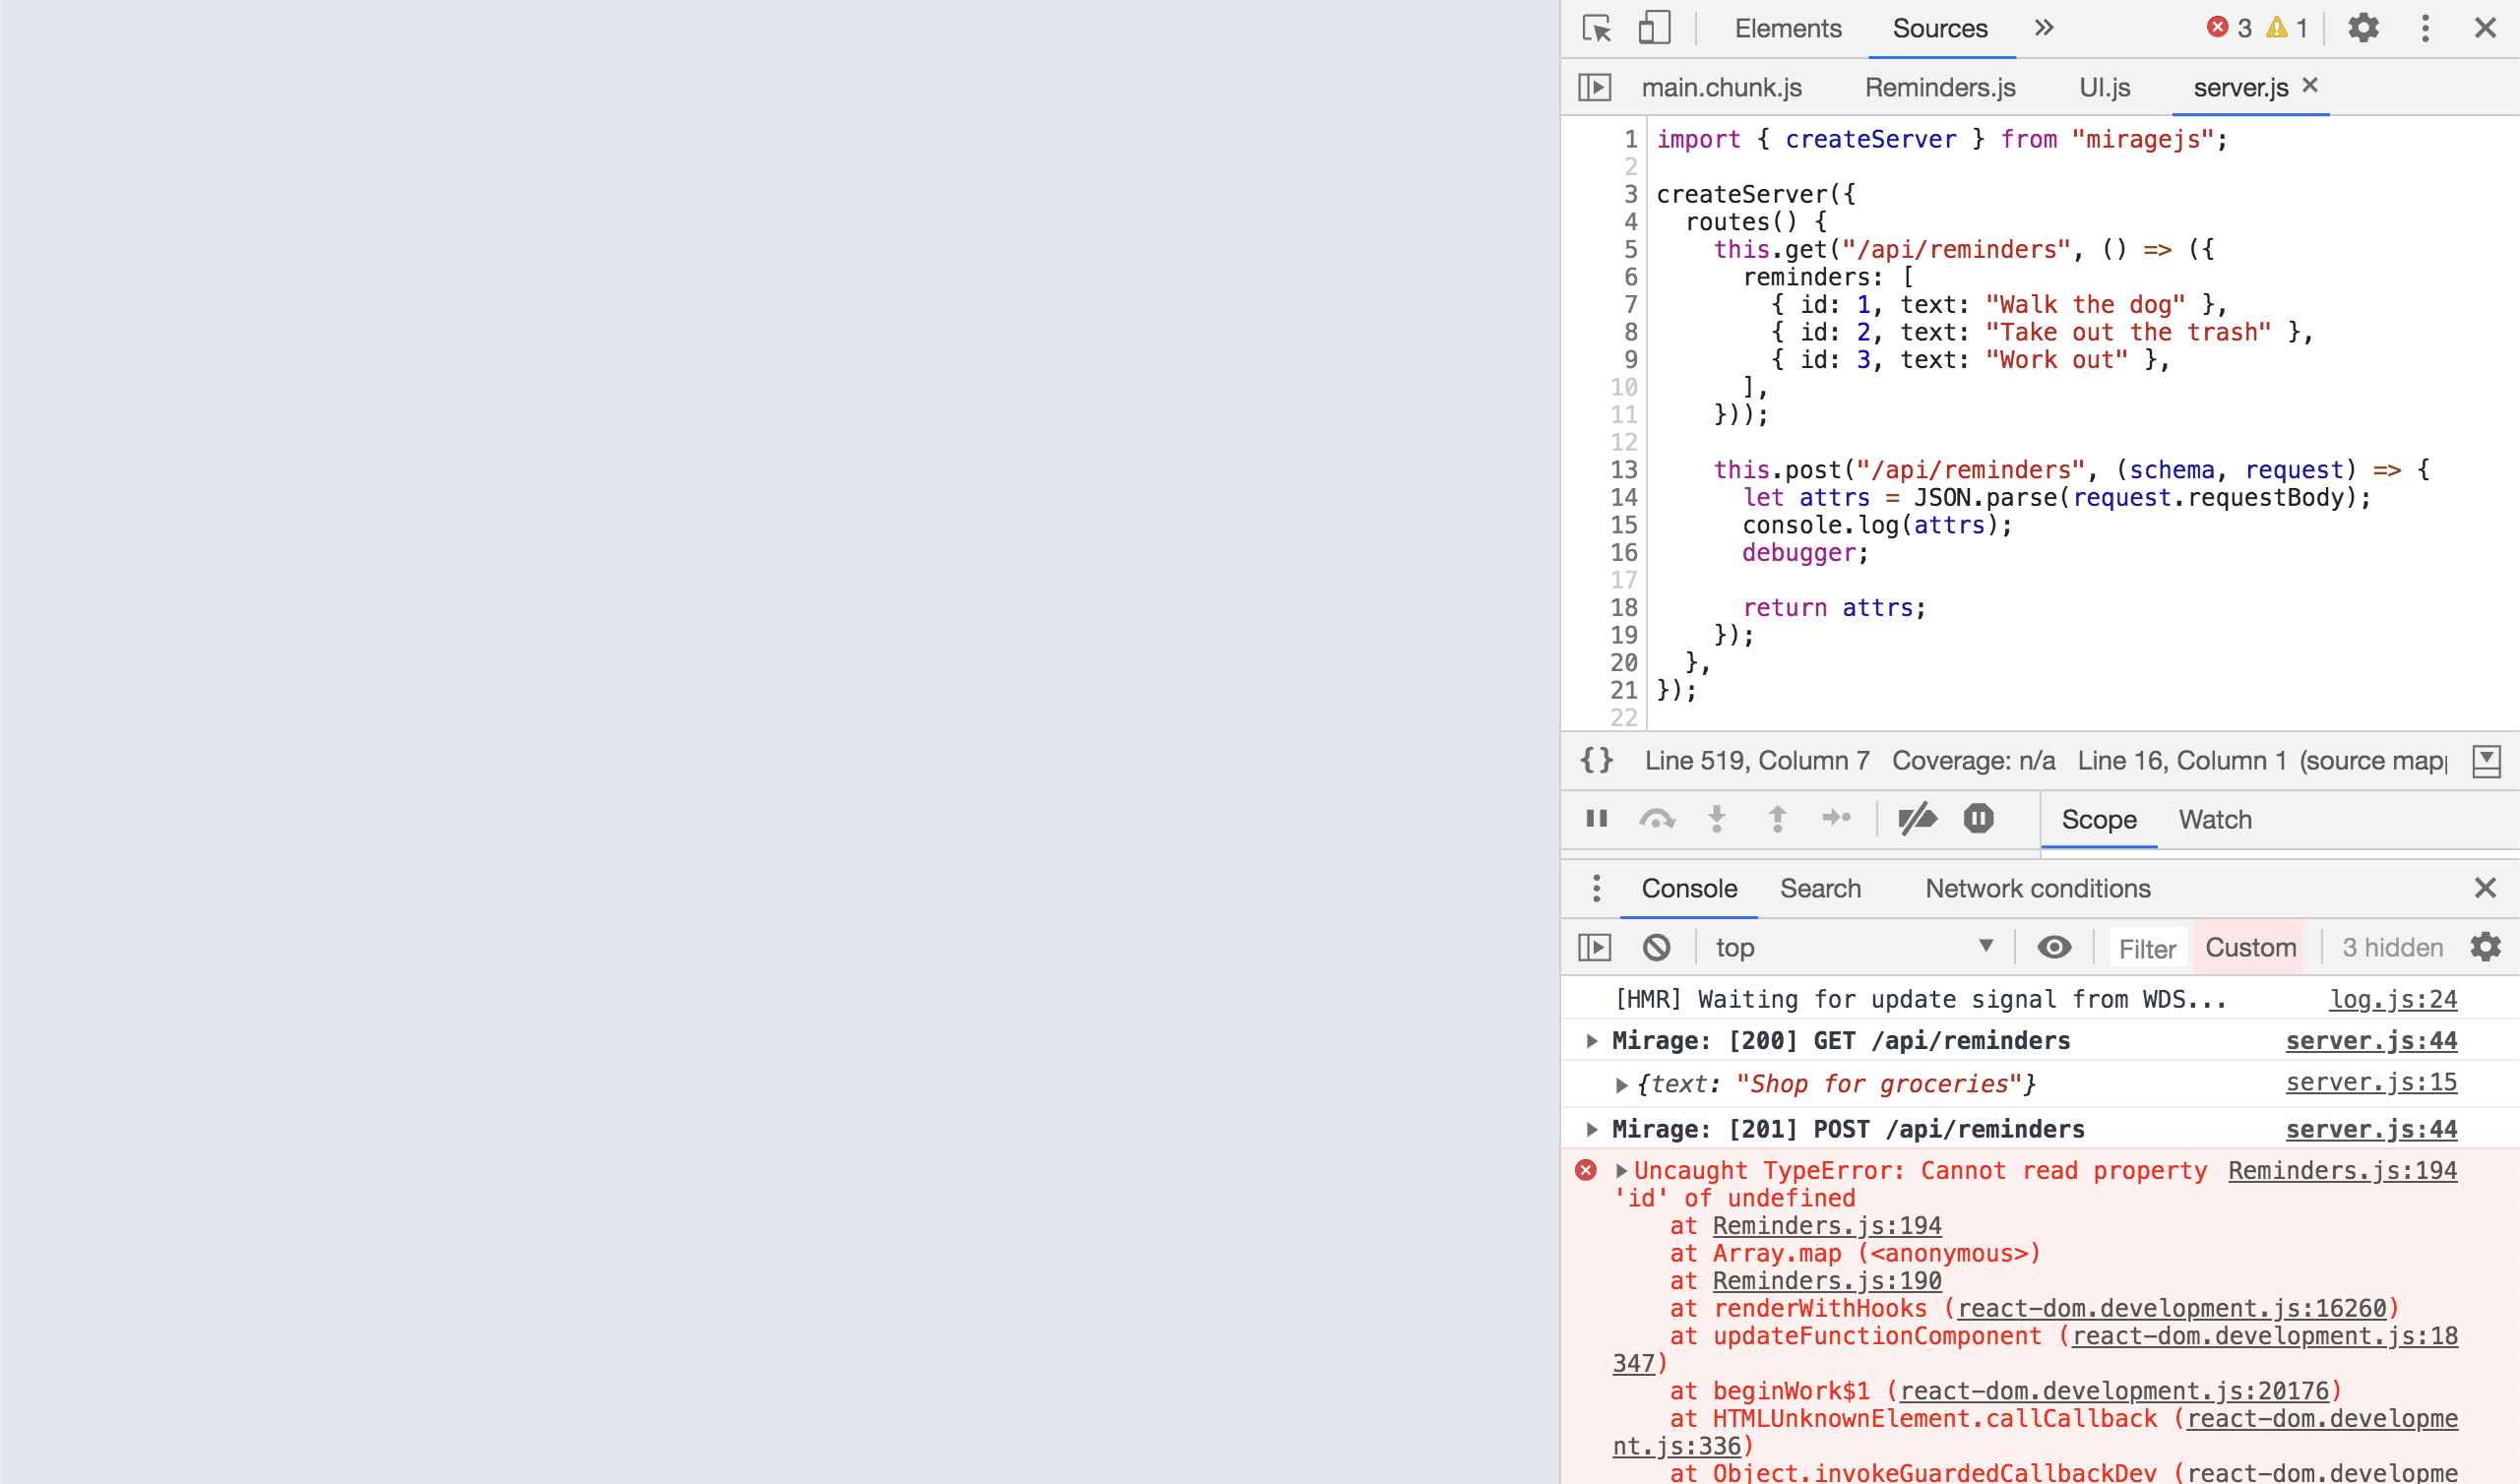 Elements Sources » 3 1
main.chunk.js Reminders.js UI.js server.js
1 import { createServer } from "miragejs";
2
3 createServer({
4 routes() {
5 this.get("/api/reminders", () => ({
6 reminders: [
7 { id: 1, text: "Walk the dog" },
8 { id: 2, text: "Take out the trash" },
9 { id: 3, text: "Work out" },
10 ],
11 }));
12
13 this.post("/api/reminders", (schema, request) => {
14 let attrs = JSON.parse(request.requestBody);
15 console.log(attrs);
16 debugger;
17
18 return attrs;
19 });
20 },
21 });
22
{} Line 519, Column 7 Coverage: n/a Line 16, Column 1 (source map
Scope Watch
Console Search Network conditions
top Filter Custom 3 hidden
[HMR] Waiting for update signal from WDS... log.js:24
Mirage: [200] GET /api/reminders server.js:44
{text: "Shop for groceries"} server.js:15
Mirage: [201] POST /api/reminders server.js:44
Uncaught TypeError: Cannot read property Reminders.js:194
'id' of undefined
at Reminders.js:194
at Array.map (<anonymous>)
at Reminders.js:190
at renderWithHooks (react-dom.development.js:16260)
at updateFunctionComponent (react-dom.development.js:18
347)
at beginWork$1 (react-dom.development.js:20176)
at HTMLUnknownElement.callCallback (react-dom.developme
nt.js:336)
at Object.invokeGuardedCallbackDev (react-dom.developme